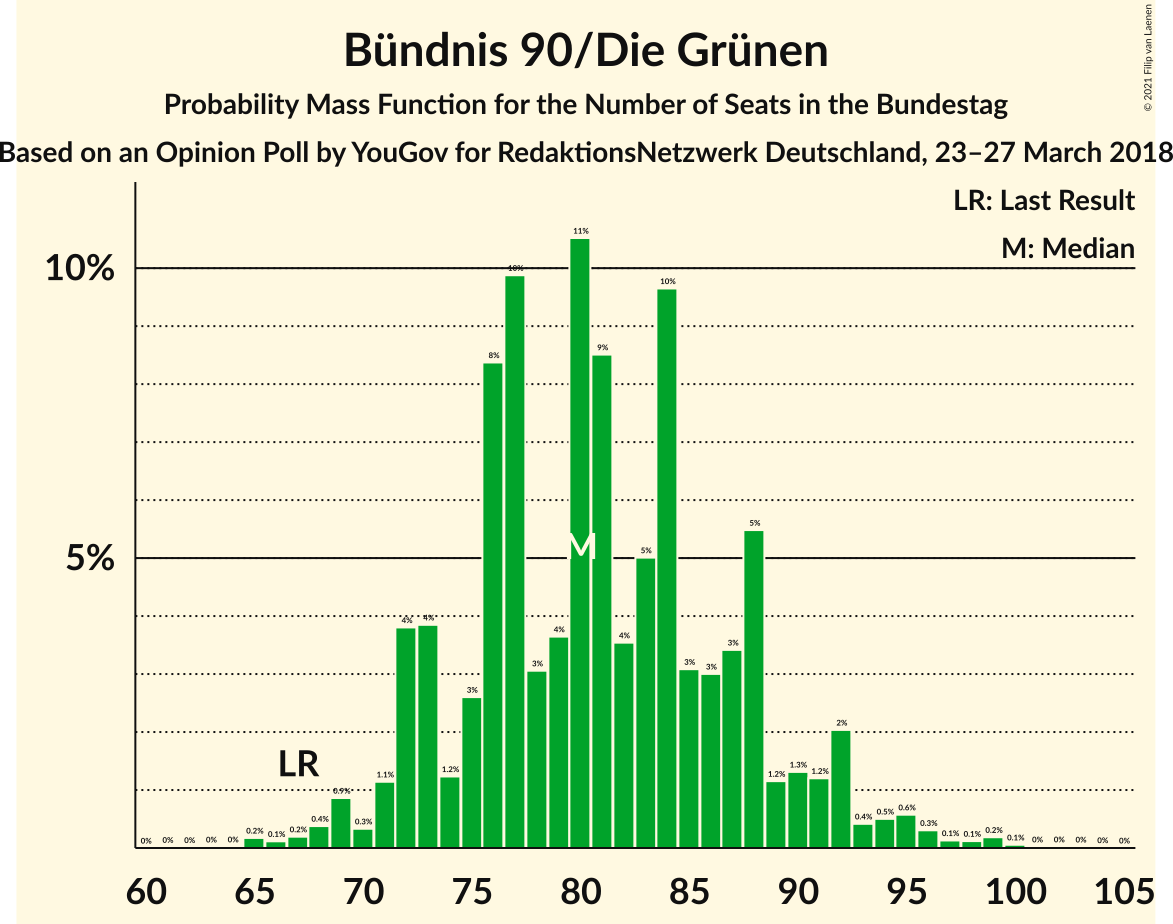 Bündnis 90/Die Grünen
Probability Mass Function for the Number of Seats in the Bundestag
Based on an Opinion Poll by YouGov for RedaktionsNetzwerk Deutschland, 23–27 March 2018
© 2021 Filip van Laenen
LR: Last Result
M: Median
10%
5%
0% 0% 0% 0% 0% 0.2% 0.1% 0.2% 0.4% 0.9% 0.3% 1.1% 4% 4% 1.2% 3% 8% 10% 3% 4% 11% 9% 4% 5% 10% 3% 3% 3% 5% 1.2% 1.3% 1.2% 2% 0.4% 0.5% 0.6% 0.3% 0.1% 0.1% 0.2% 0.1% 0% 0% 0% 0% 0%
M
LR
60 65 70 75 80 85 90 95 100 105